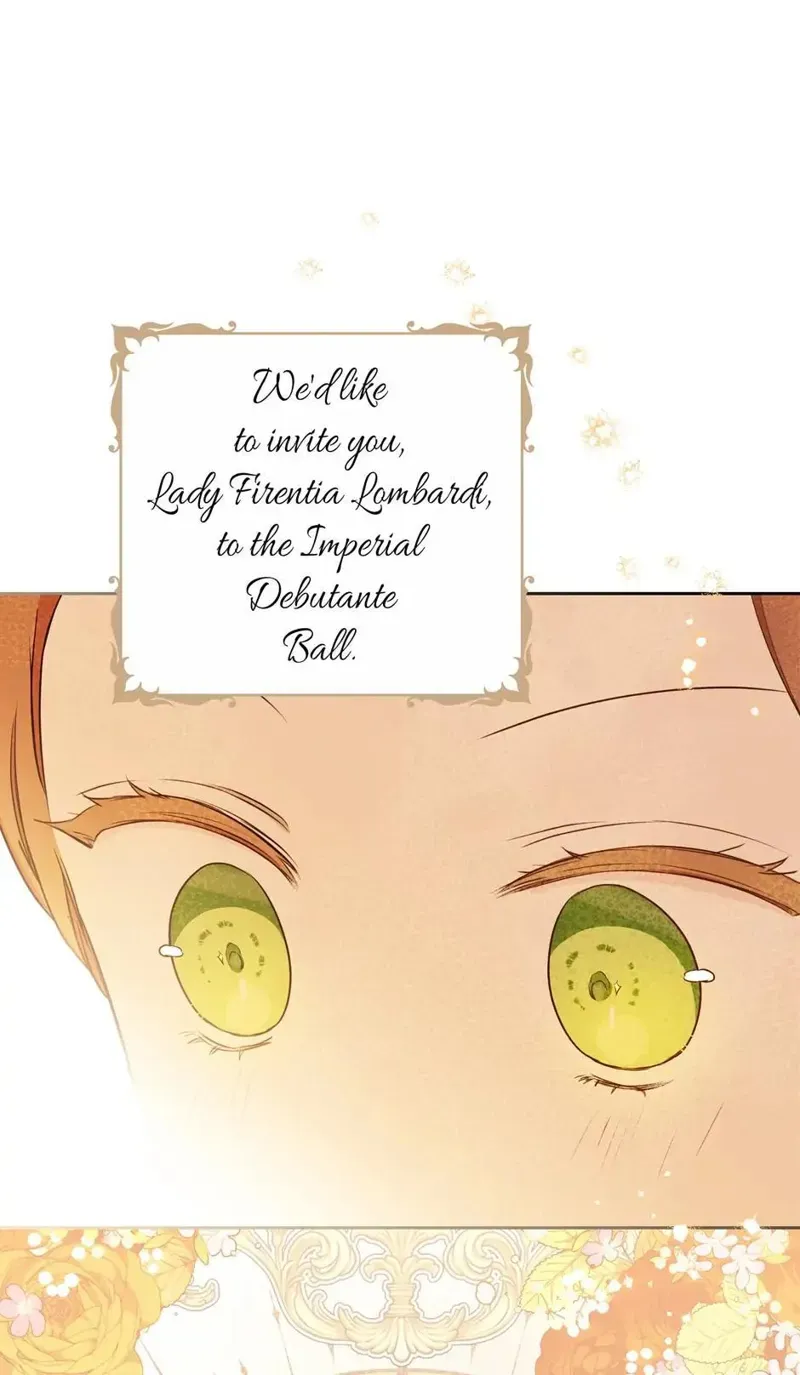 We'd like
to invite you,
Lady Firentia Lombardi,
to the Imperial
Debutante
Ball.